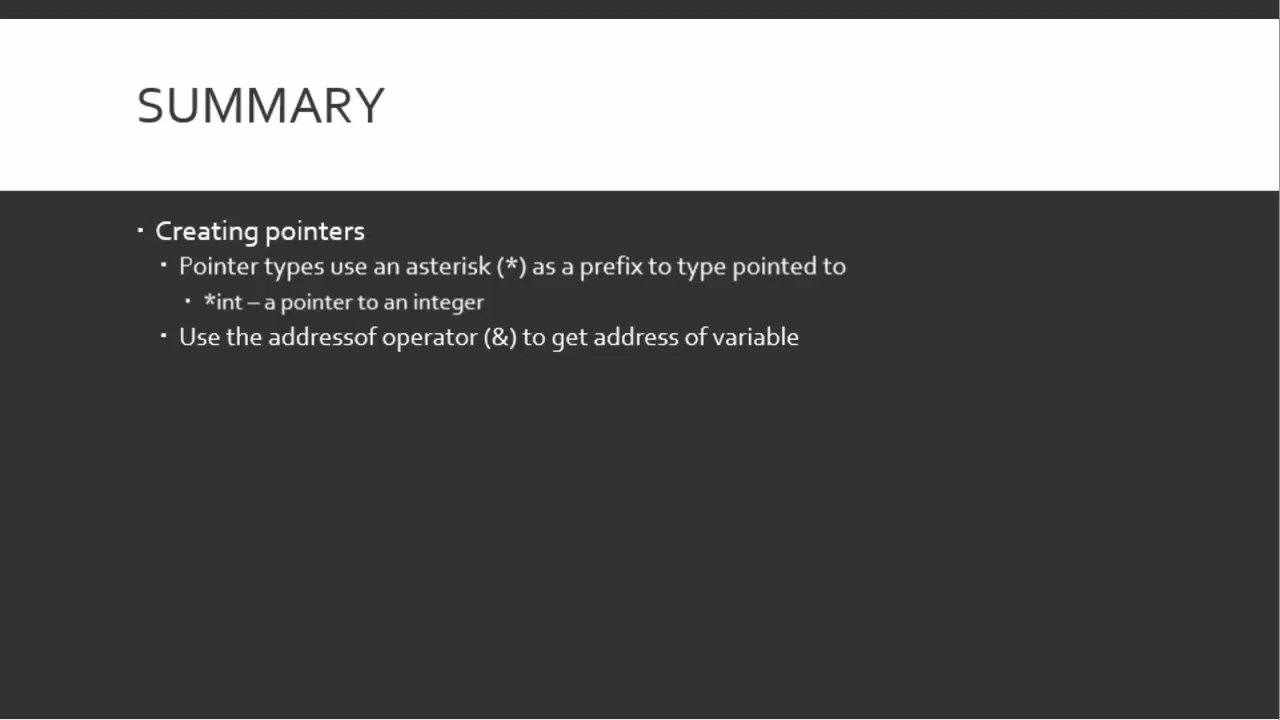 SUMMARY
▪ Creating pointers
▪ Pointer types use an asterisk (*) as a prefix to type pointed to
▪ *int – a pointer to an integer
▪ Use the addressof operator (&) to get address of variable